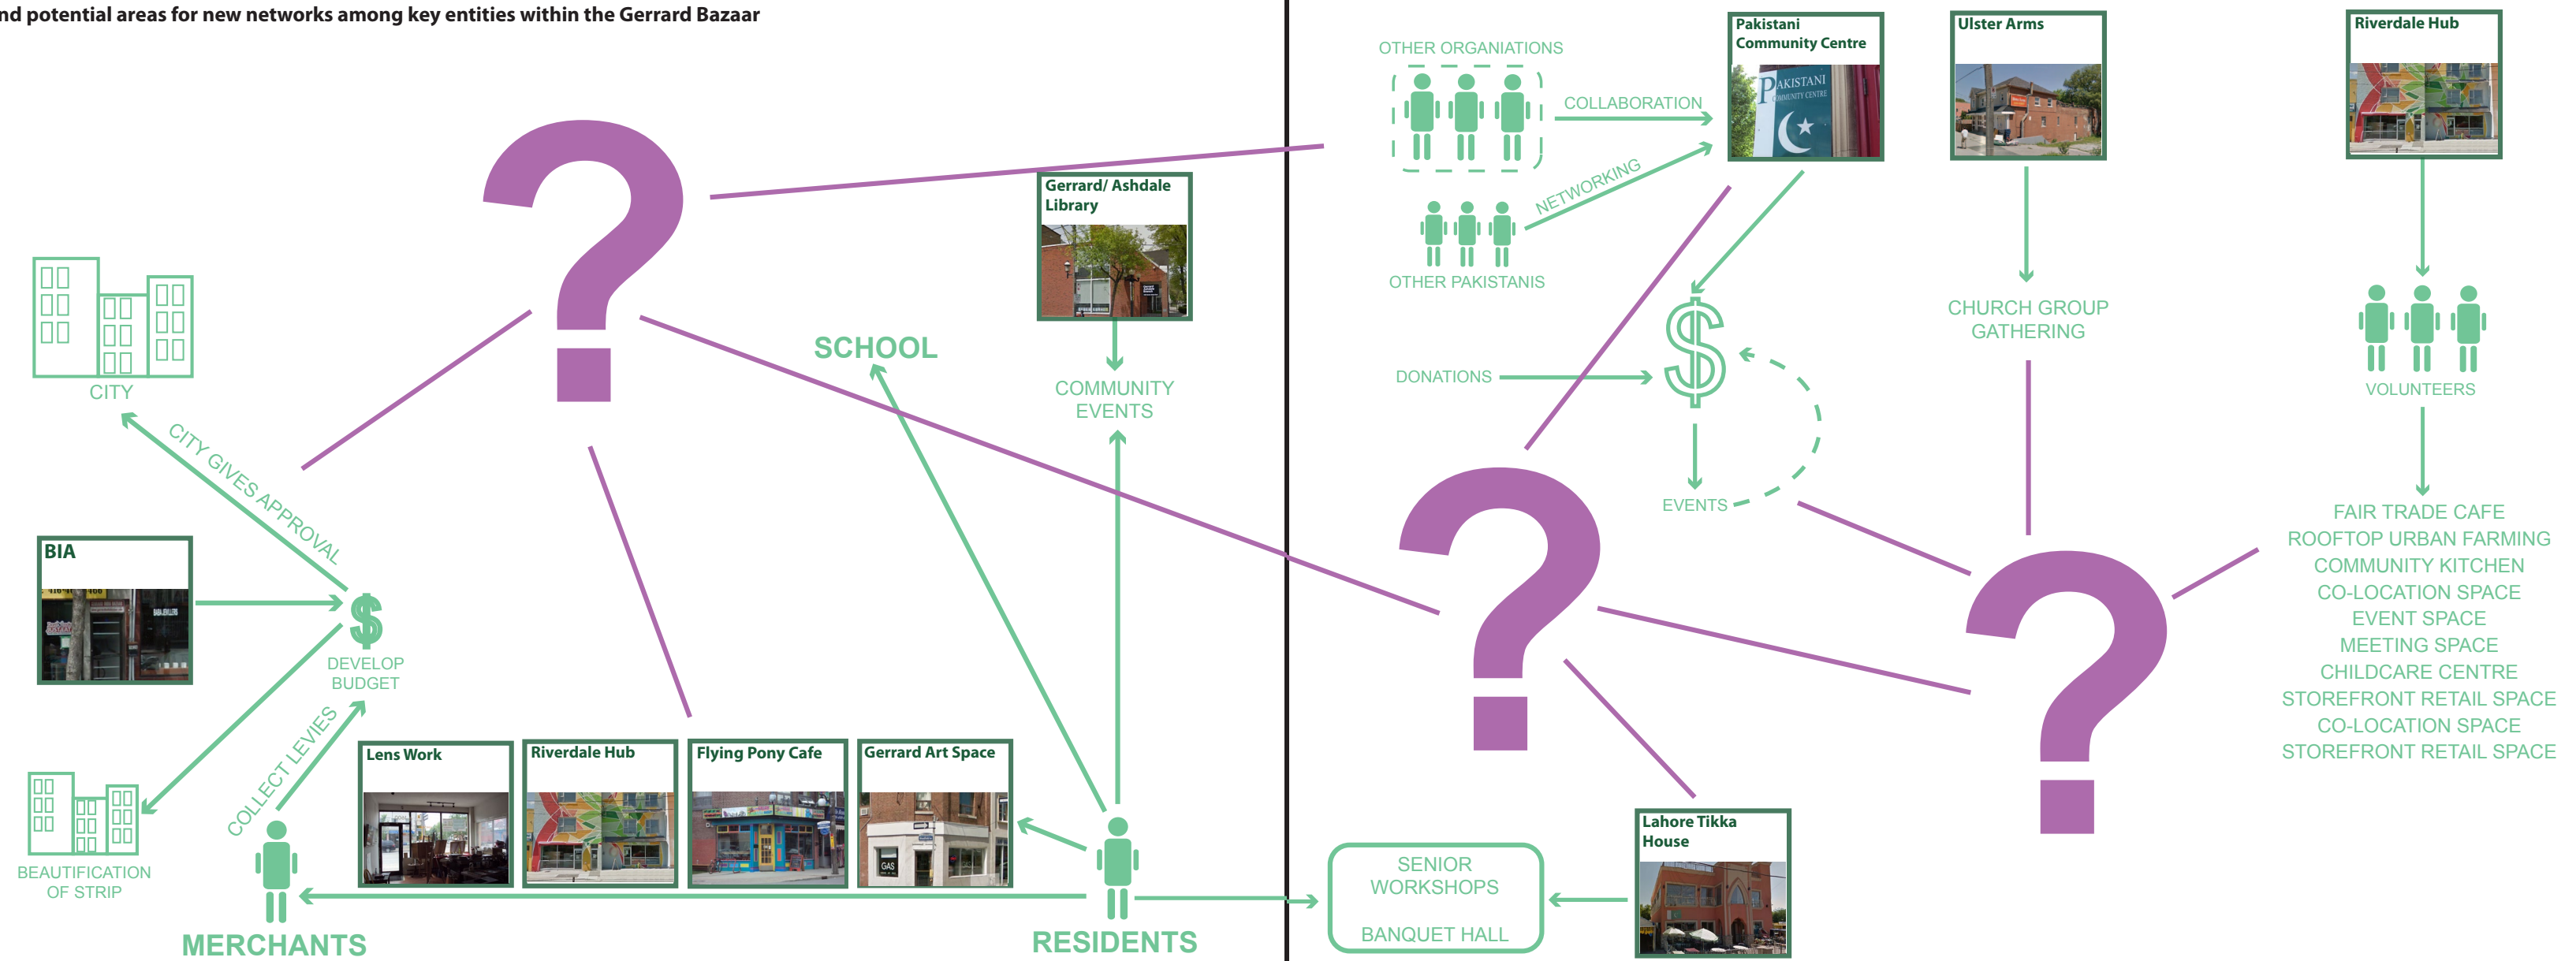 nd potential areas for new networks among key entities within the Gerrard Bazaar
CITY
CITY GIVES APPROVAL
BIA
DEVELOP
BUDGET
COLLECT LEVIES
BEAUTIFICATION
OF STRIP
MERCHANTS
Lens Work
Riverdale Hub
Flying Pony Cafe
Gerrard Art Space
GAS
SCHOOL
Gerrard/ Ashdale
Library
COMMUNITY
EVENTS
RESIDENTS
OTHER ORGANIATIONS
COLLABORATION
NETWORKING
OTHER PAKISTANIS
Pakistani
Community Centre
PAKISTANI
COMMUNITY CENTRE
$
DONATIONS
EVENTS
Ulster Arms
CHURCH GROUP
GATHERING
Riverdale Hub
VOLUNTEERS
FAIR TRADE CAFE
ROOFTOP URBAN FARMING
COMMUNITY KITCHEN
CO-LOCATION SPACE
EVENT SPACE
MEETING SPACE
CHILDCARE CENTRE
STOREFRONT RETAIL SPACE
CO-LOCATION SPACE
STOREFRONT RETAIL SPACE
?
?
?
$
SENIOR
WORKSHOPS
BANQUET HALL
Lahore Tikka
House